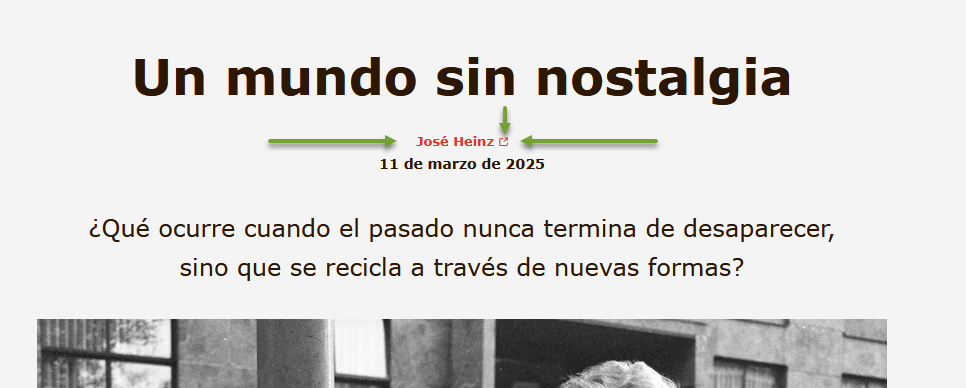 Un mundo sin nostalgia
José Heinz
11 de marzo de 2025
¿Qué ocurre cuando el pasado nunca termina de desaparecer,
sino que se recicla a través de nuevas formas?